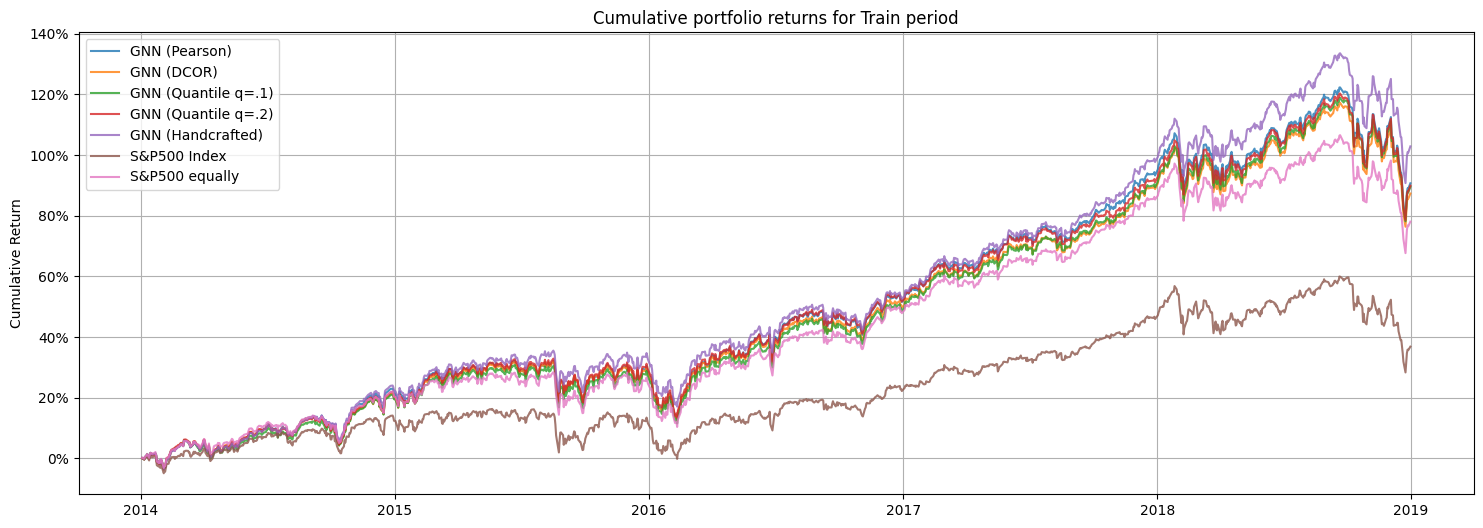 Cumulative portfolio returns for Train period
Cumulative Return
140%
120%
100%
80%
60%
40%
20%
0%
GNN (Pearson)
GNN (DCOR)
GNN (Quantile q=.1)
GNN (Quantile q=.2)
GNN (Handcrafted)
S&P500 Index
S&P500 equally
2014
2015
2016
2017
2018
2019